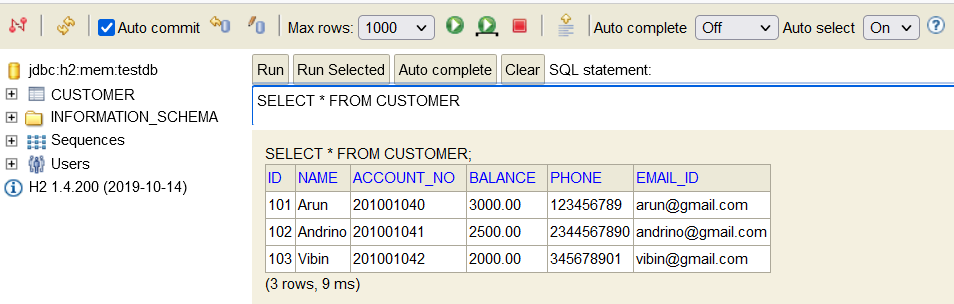 Auto commit Max rows: 1000 Auto complete Off Auto select On ?
jdbc:h2:mem:testdb
CUSTOMER
INFORMATION_SCHEMA
Sequences
Users
H2 1.4.200 (2019-10-14)
Run Run Selected Auto complete Clear SQL statement:
SELECT * FROM CUSTOMER
SELECT * FROM CUSTOMER;
ID NAME ACCOUNT_NO BALANCE PHONE EMAIL_ID
101 Arun 201001040 3000.00 123456789 arun@gmail.com
102 Andrino 201001041 2500.00 2344567890 andrino@gmail.com
103 Vibin 201001042 2000.00 345678901 vibin@gmail.com
(3 rows, 9 ms)